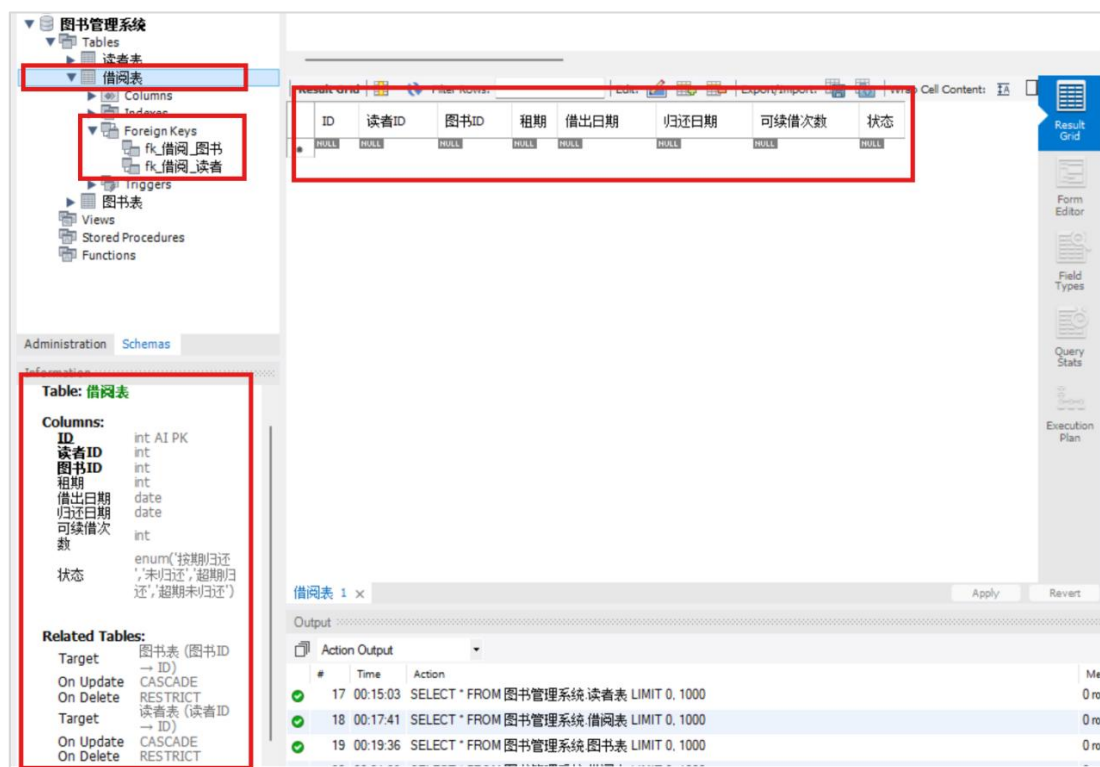 图书管理系统
Tables
读者表
借阅表
Columns
Indexes
Foreign Keys
fk_借阅_图书
fk_借阅_读者
Triggers
图书表
Views
Stored Procedures
Functions
Administration Schemas
Information
Table: 借阅表
Columns:
ID int AI PK
读者ID int
图书ID int
租期 int
借出日期 date
归还日期 date
可续借次
数 int
状态 enum('按期归还
','未归还','超期归
还','超期未归还')
Related Tables:
Target 图书表 (图书ID
→ ID)
On Update CASCADE
On Delete RESTRICT
Target 读者表 (读者ID
→ ID)
On Update CASCADE
On Delete RESTRICT
Result Grid Filter Rows: Edit: Export/Import: Wrap Cell Content: IA
ID 读者ID 图书ID 租期 借出日期 归还日期 可续借次数 状态
NULL NULL NULL NULL NULL NULL NULL NULL
Result
Grid
Form
Editor
Field
Types
Query
Stats
Execution
Plan
借阅表 1 × Apply Revert
Output
Action Output
# Time Action Me
17 00:15:03 SELECT * FROM 图书管理系统.读者表 LIMIT 0, 1000 0 ro
18 00:17:41 SELECT * FROM 图书管理系统.借阅表 LIMIT 0, 1000 0 ro
19 00:19:36 SELECT * FROM 图书管理系统.图书表 LIMIT 0, 1000 0 ro